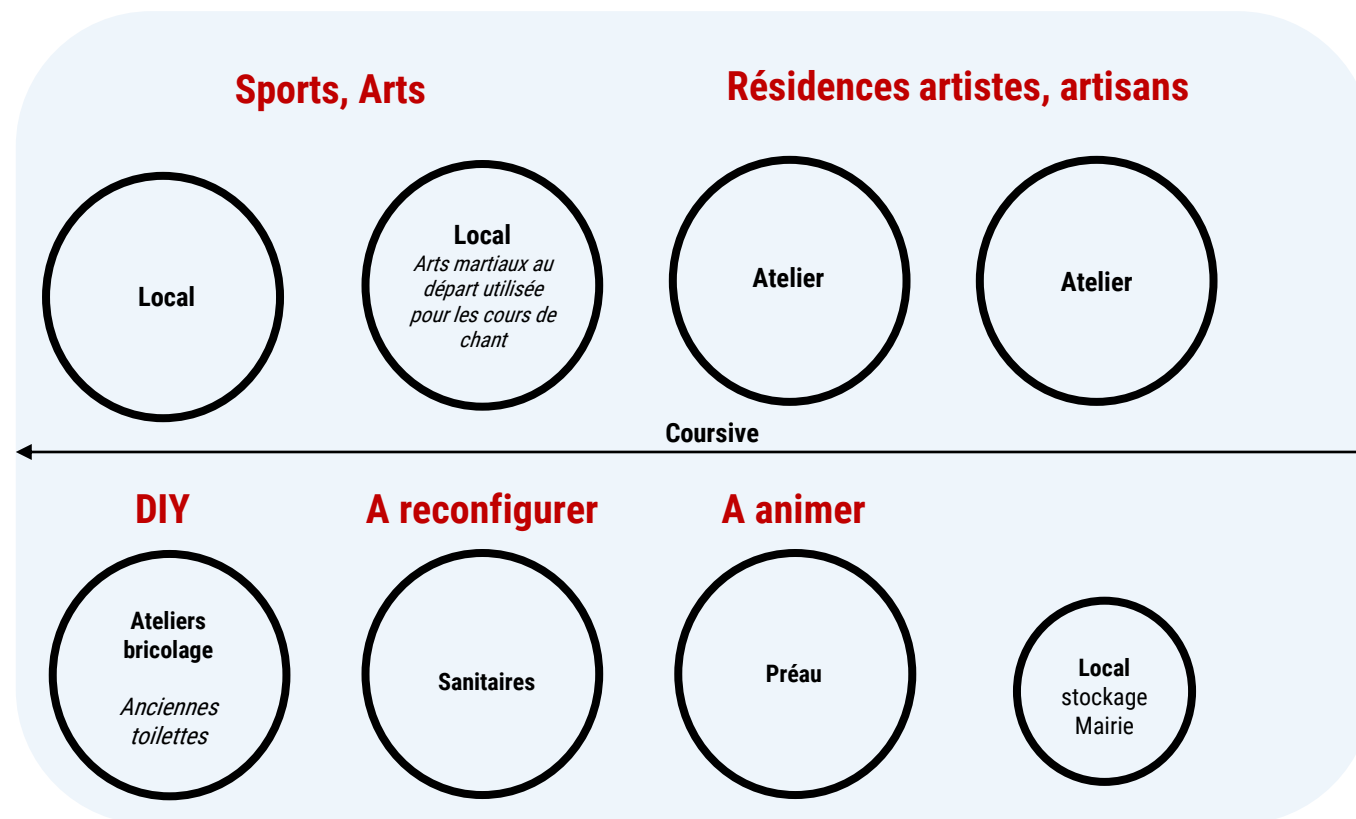 Sports, Arts
Résidences artistes, artisans
Local
Local
Arts martiaux au
départ utilisée
pour les cours de
chant
Atelier
Atelier
Coursive
DIY
A reconfigurer
A animer
Ateliers
bricolage
Anciennes
toilettes
Sanitaires
Préau
Local
stockage
Mairie